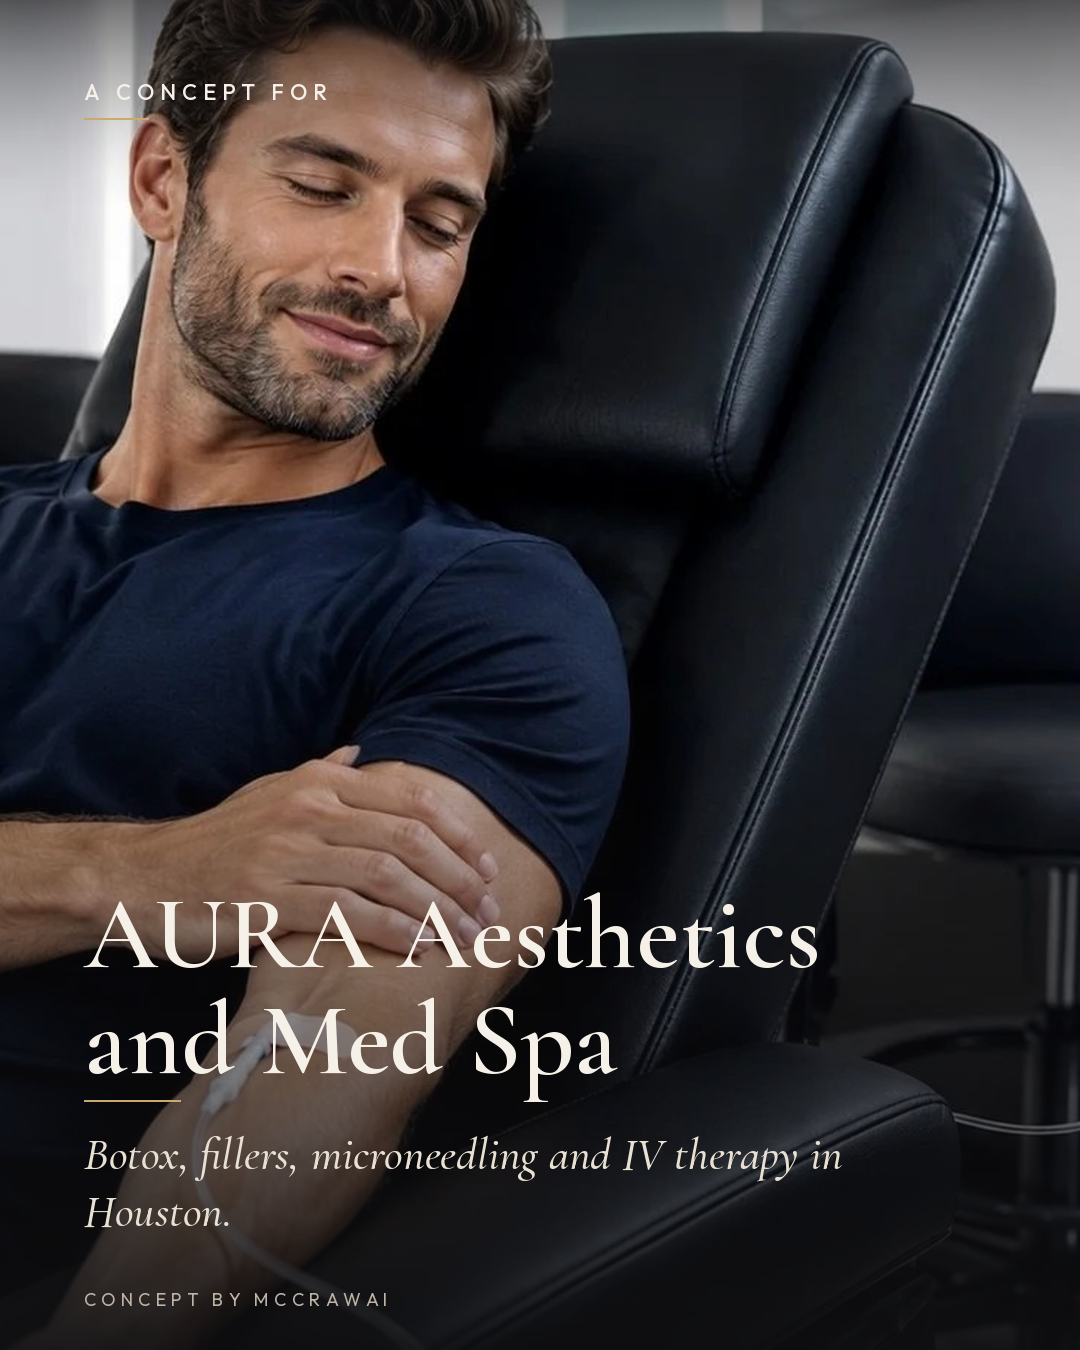 A CONCEPT FOR
AURA Aesthetics
and Med Spa
Botox, fillers, microneedling and IV therapy in
Houston.
CONCEPT BY MCCRAWAI